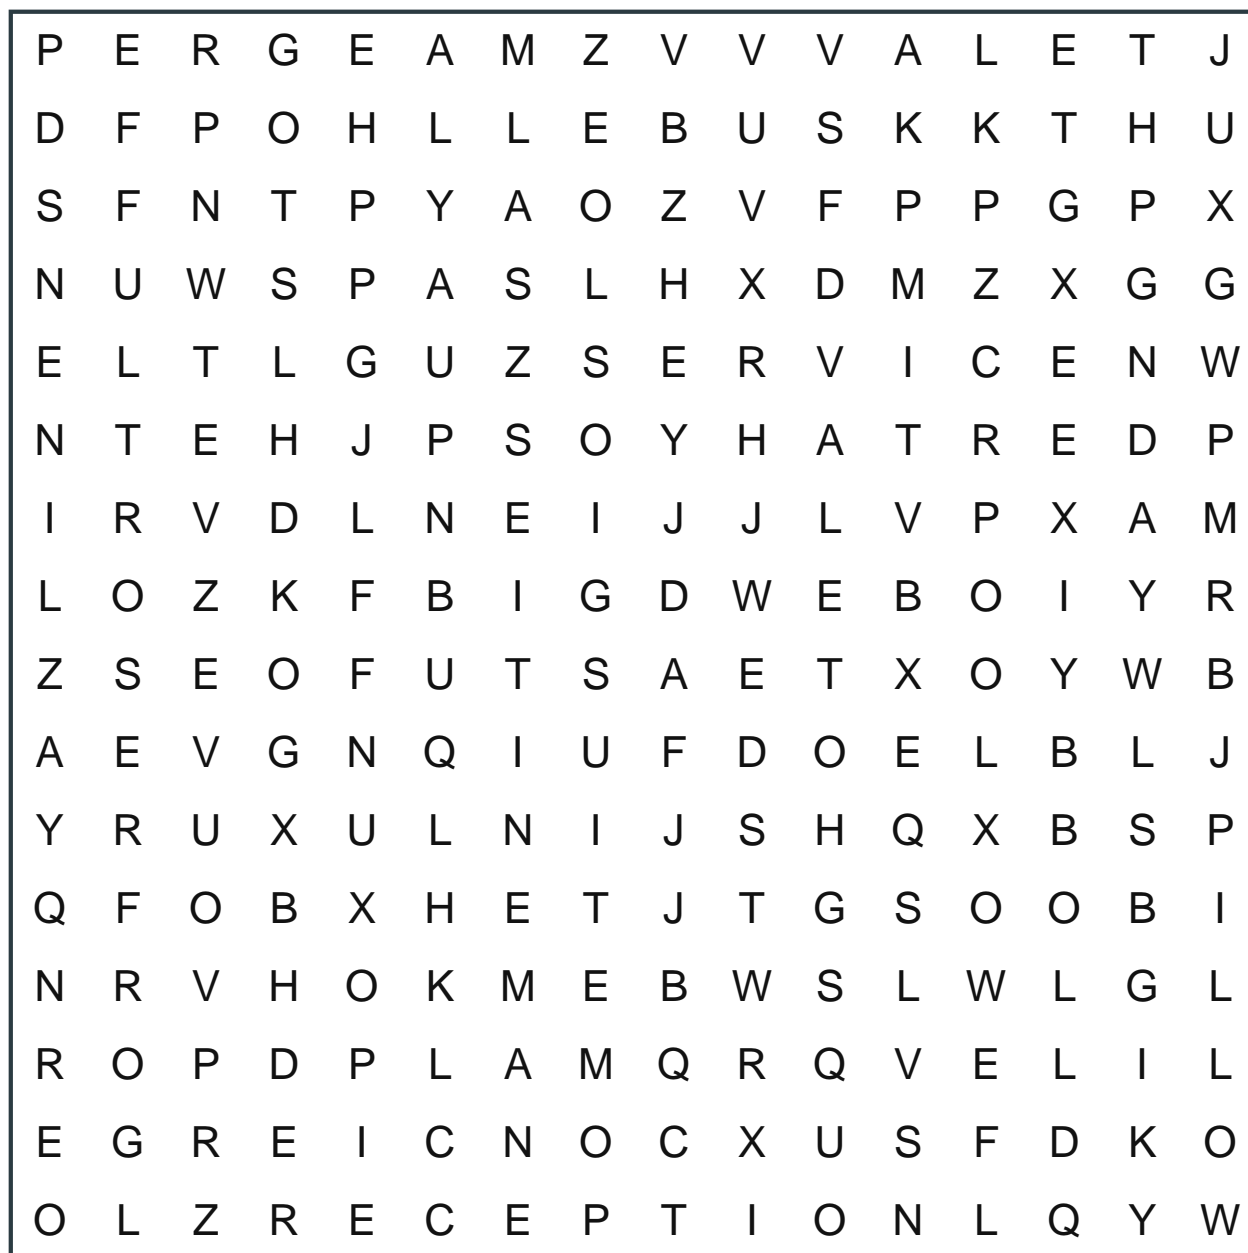 P E R G E A M Z V V V A L E T J
D F P O H L L E B U S K K T H U
S F N T P Y A O Z V F P P G P X
N U W S P A S L H X D M Z X G G
E L T L G U Z S E R V I C E N W
N T E H J P S O Y H A T R E D P
I R V D L N E I J J L V P X A M
L O Z K F B I G D W E B O I Y R
Z S E O F U T S A E T X O Y W B
A E V G N Q I U F D O E L B L J
Y R U X U L N I J S H Q X B S P
Q F O B X H E T J T G S O O B I
N R V H O K M E B W S L W L G L
R O P D P L A M Q R Q V E L I L
E G R E I C N O C X U S F D K O
O L Z R E C E P T I O N L Q Y W